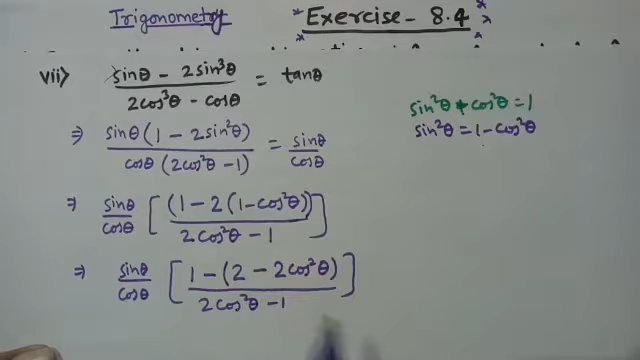 Trigonometry * Exercise - 8.4 *
vii> sinθ - 2sin³θ / 2cos³θ - cosθ = tanθ
sin²θ + cos²θ = 1
sin²θ = 1 - cos²θ
⇒ sinθ (1 - 2sin²θ) / cosθ (2cos²θ - 1) = sinθ / cosθ
⇒ sinθ / cosθ [ (1 - 2(1 - cos²θ)) / 2cos²θ - 1 ]
⇒ sinθ / cosθ [ 1 - (2 - 2cos²θ) / 2cos²θ - 1 ]